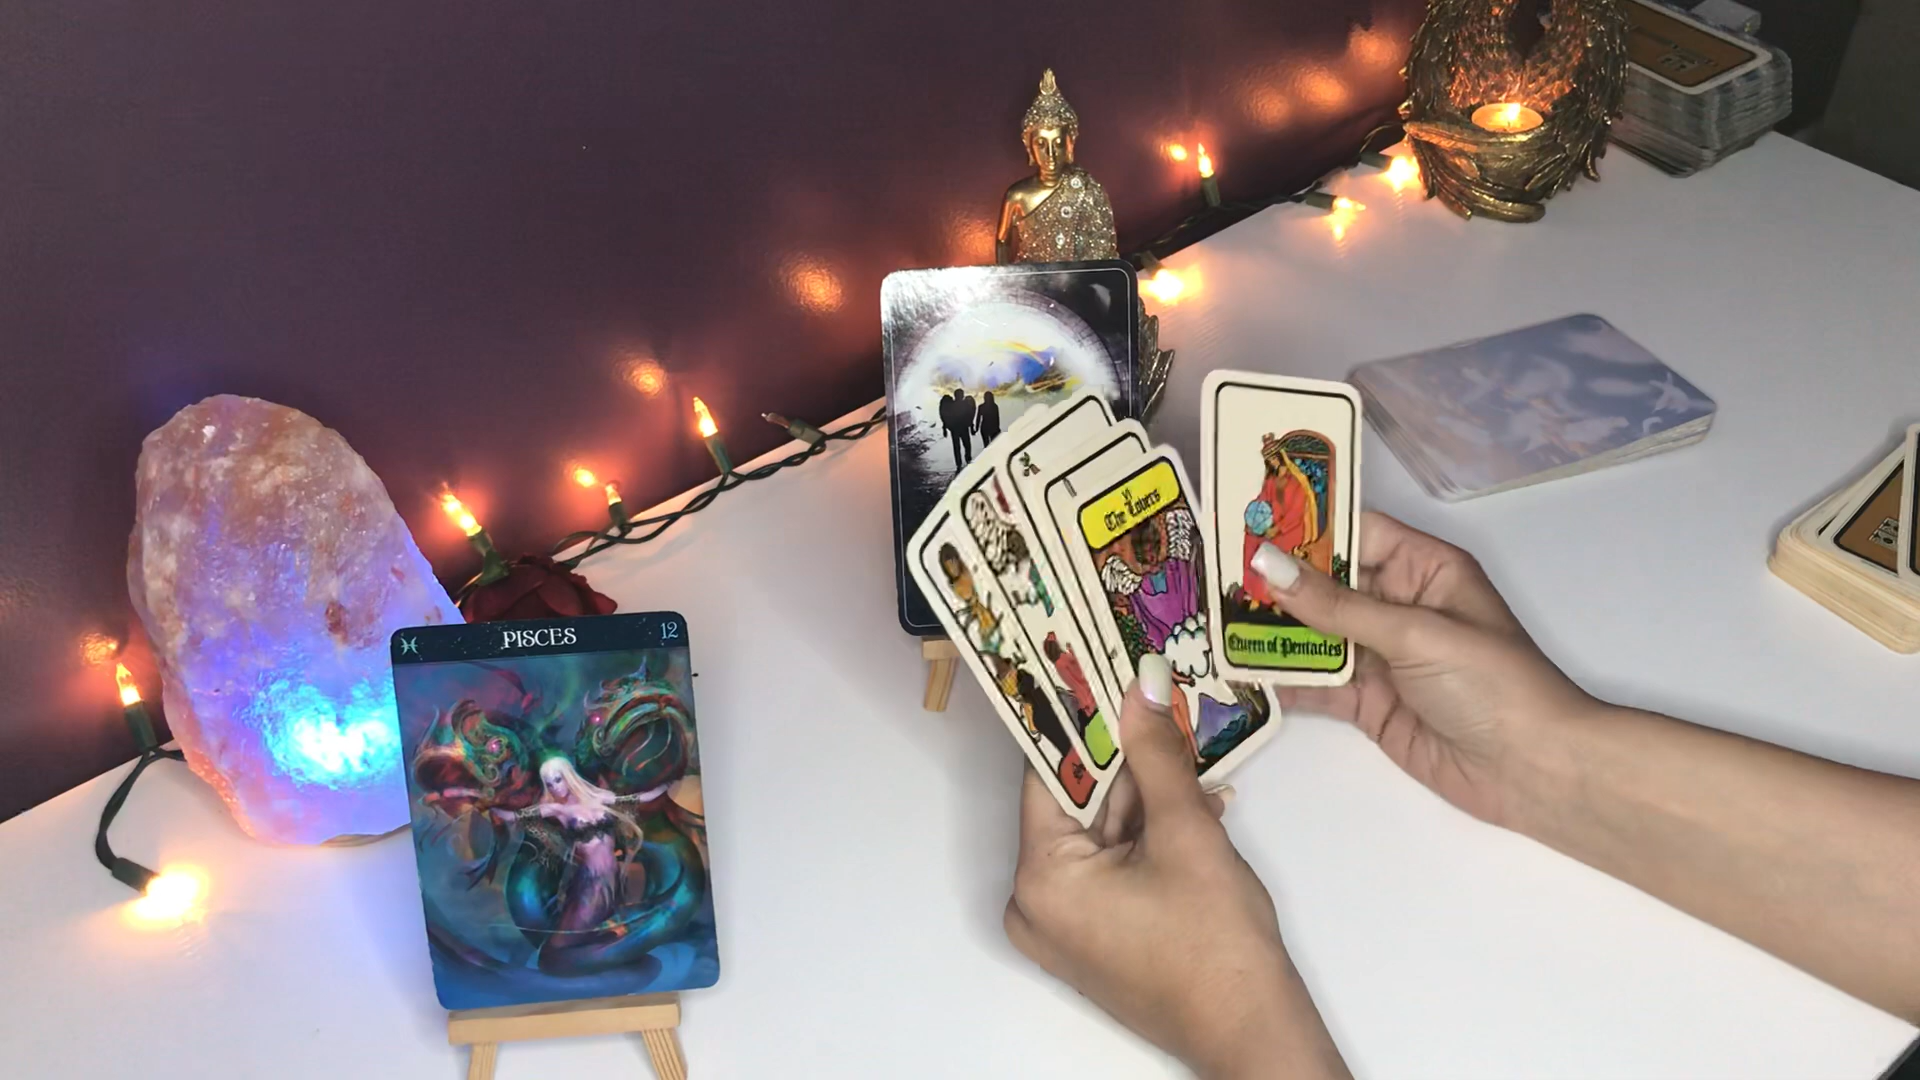 PISCES
12
VI
The Lovers
Queen of Pentacles